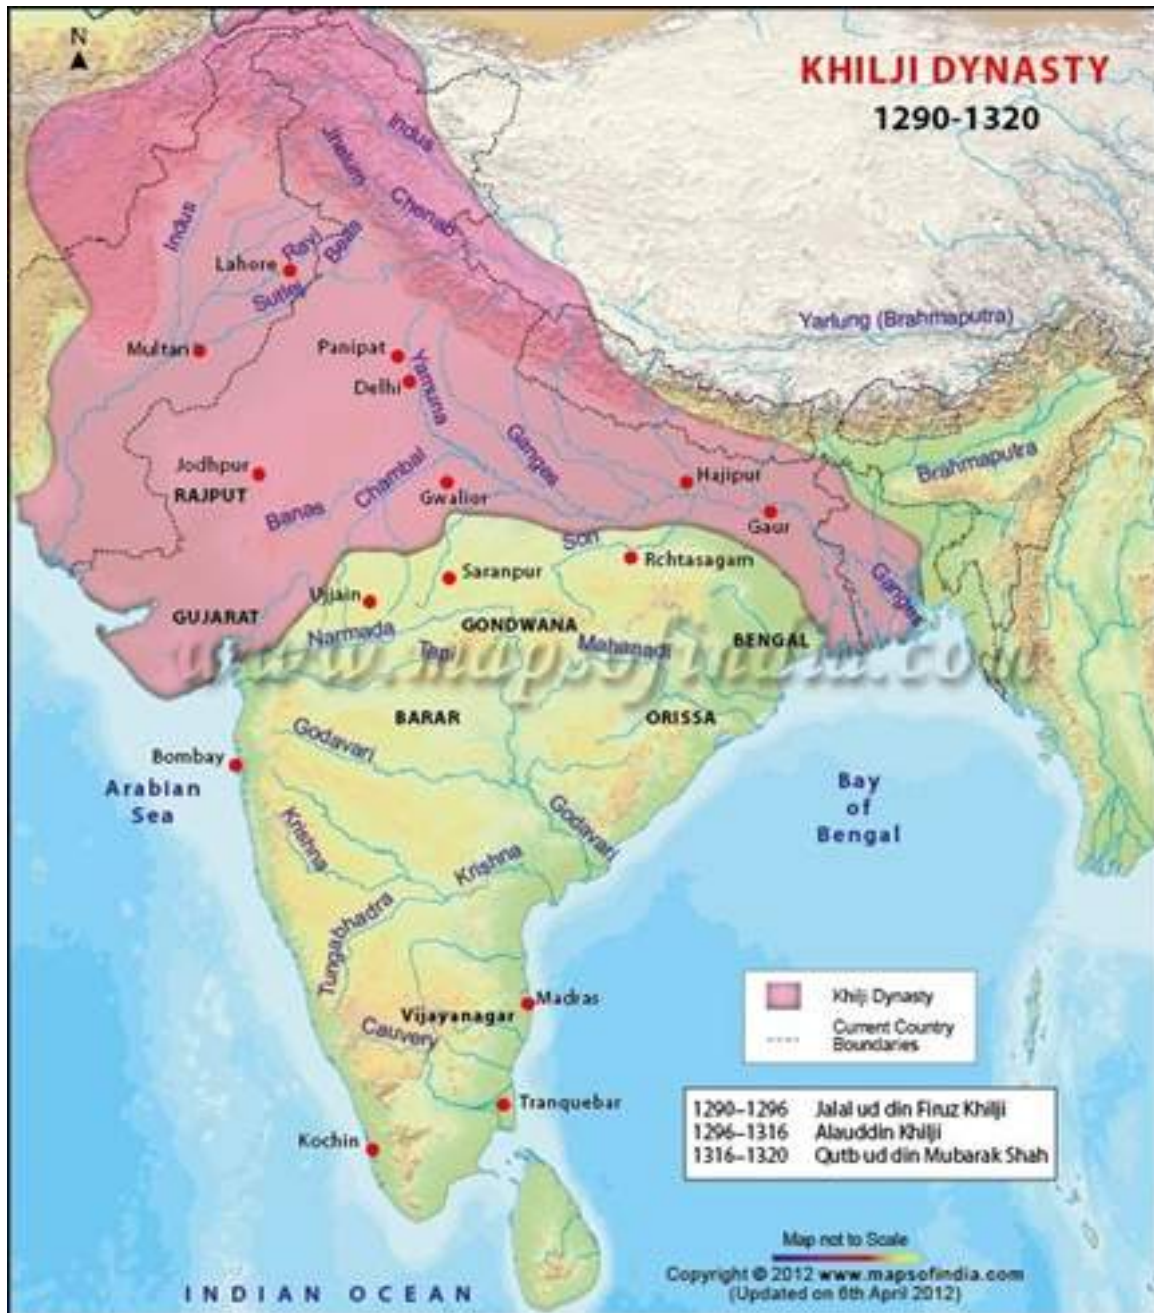 N
KHILJI DYNASTY
1290-1320
Indus
Jhelum
Chenab
Indus
Ravi
Beas
Lahore
Sutlej
Yarlung (Brahmaputra)
Multan
Panipat
Delhi
Yamuna
Ganges
Brahmaputra
Jodhpur
RAJPUT
Chambal
Banas
Gwalior
Hajipur
Gaur
Son
Rchtasagam
Saranpur
Ujjain
Ganges
GUJARAT
Narmada
GONDWANA
Tapi
Mahanadi
BENGAL
www.mapsofindia.com
BARAR
ORISSA
Godavari
Bombay
Arabian
Sea
Bay
of
Bengal
Godavari
Krishna
Krishna
Tungabhadra
Vijayanagar
Madras
Cauvery
Tranquebar
Kochin
Khilji Dynasty
Current Country
Boundaries
1290-1296 Jalal ud din Firuz Khilji
1296-1316 Alauddin Khilji
1316-1320 Qutb ud din Mubarak Shah
Map not to Scale
Copyright © 2012 www.mapsofindia.com
(Updated on 6th April 2012)
INDIAN OCEAN